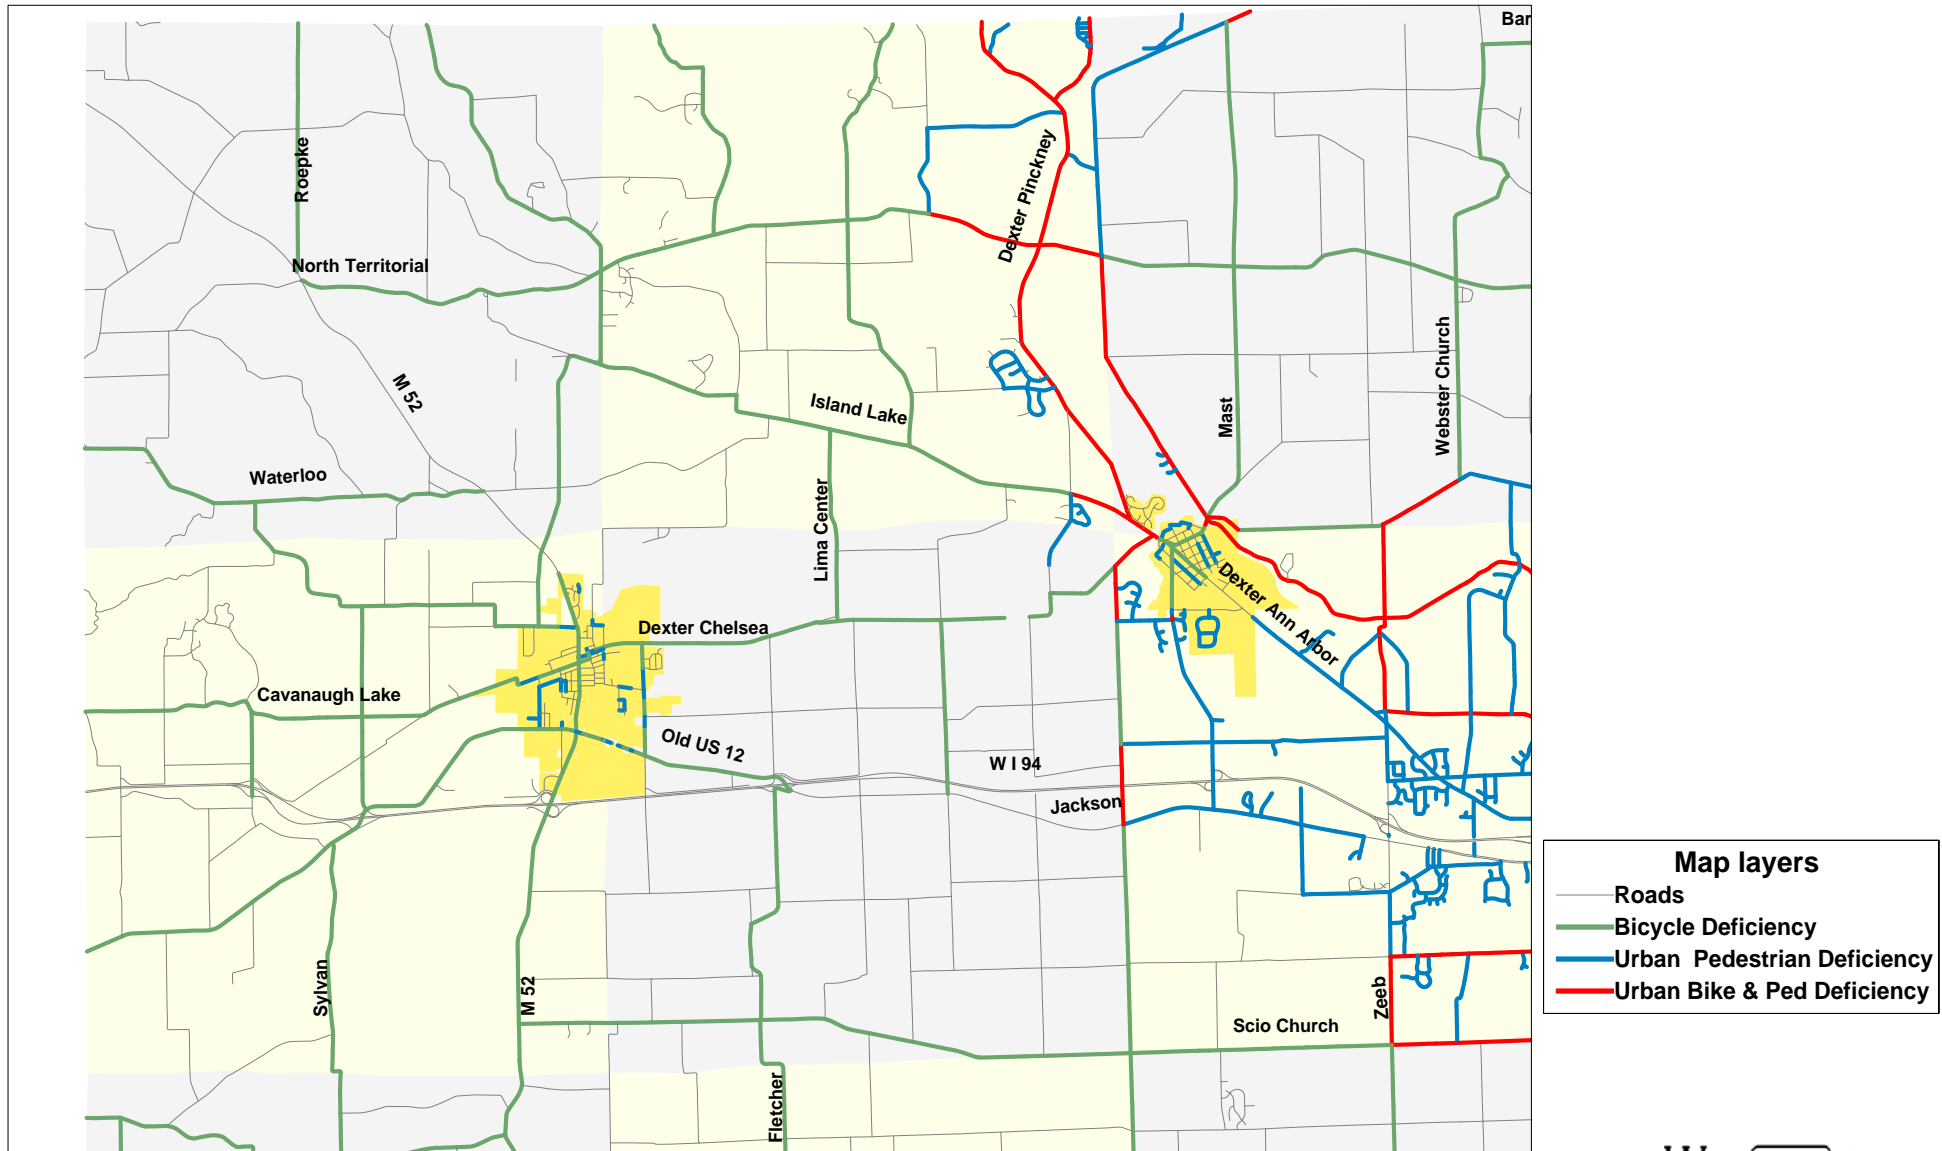 Bar
Roepke
Dexter Pinckney
North Territorial
M 52
Island Lake
Mast
Webster Church
Waterloo
Lima Center
Dexter Ann Arbor
Dexter Chelsea
Cavanaugh Lake
Old US 12
W I 94
Jackson
Sylvan
M 52
Zeeb
Scio Church
Fletcher
Map layers
Roads
Bicycle Deficiency
Urban Pedestrian Deficiency
Urban Bike & Ped Deficiency